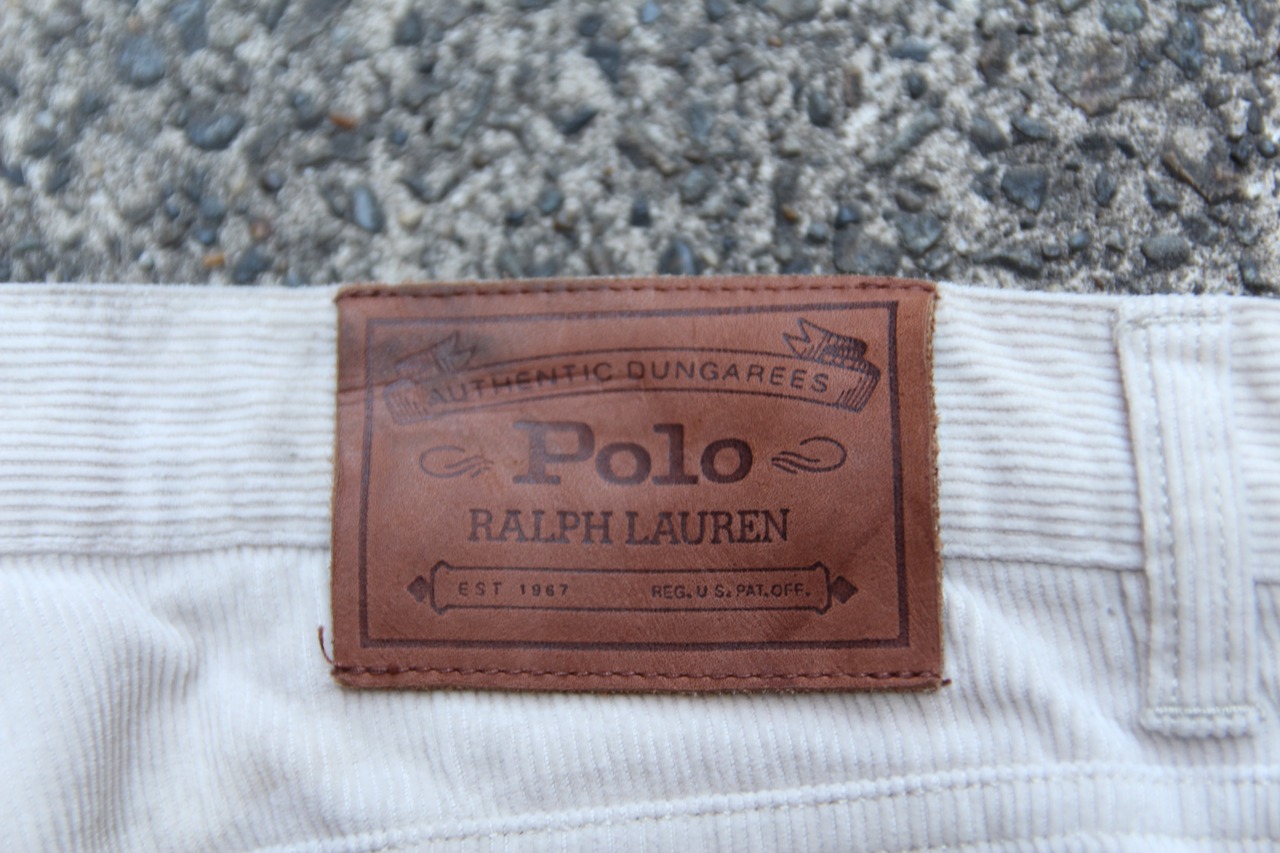 AUTHENTIC DUNGAREES
Polo
RALPH LAUREN
EST 1967 REG. U.S. PAT. OFF.